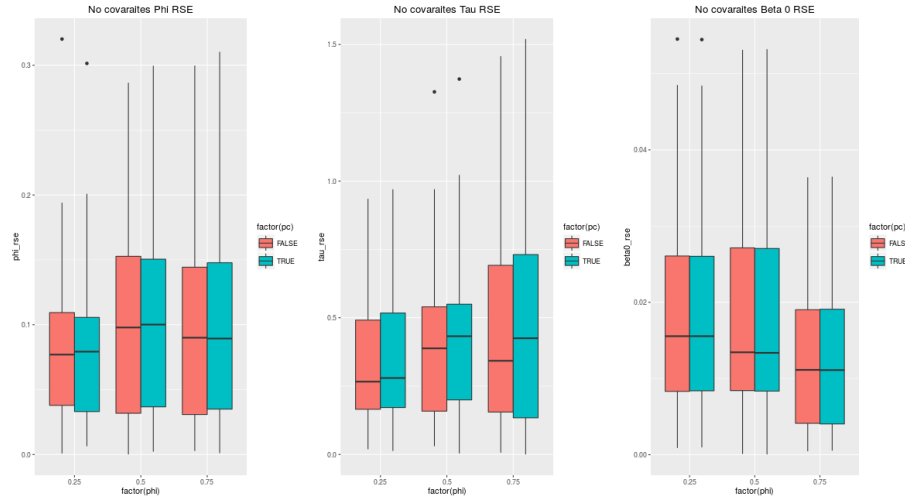 No covaraites Phi RSE
phi_rse
0.3
0.2
0.1
0.0
0.25
0.5
0.75
factor(phi)
factor(pc)
FALSE
TRUE
No covaraites Tau RSE
tau_rse
1.5
1.0
0.5
0.0
0.25
0.5
0.75
factor(phi)
factor(pc)
FALSE
TRUE
No covaraites Beta 0 RSE
beta0_rse
0.04
0.02
0.00
0.25
0.5
0.75
factor(phi)
factor(pc)
FALSE
TRUE